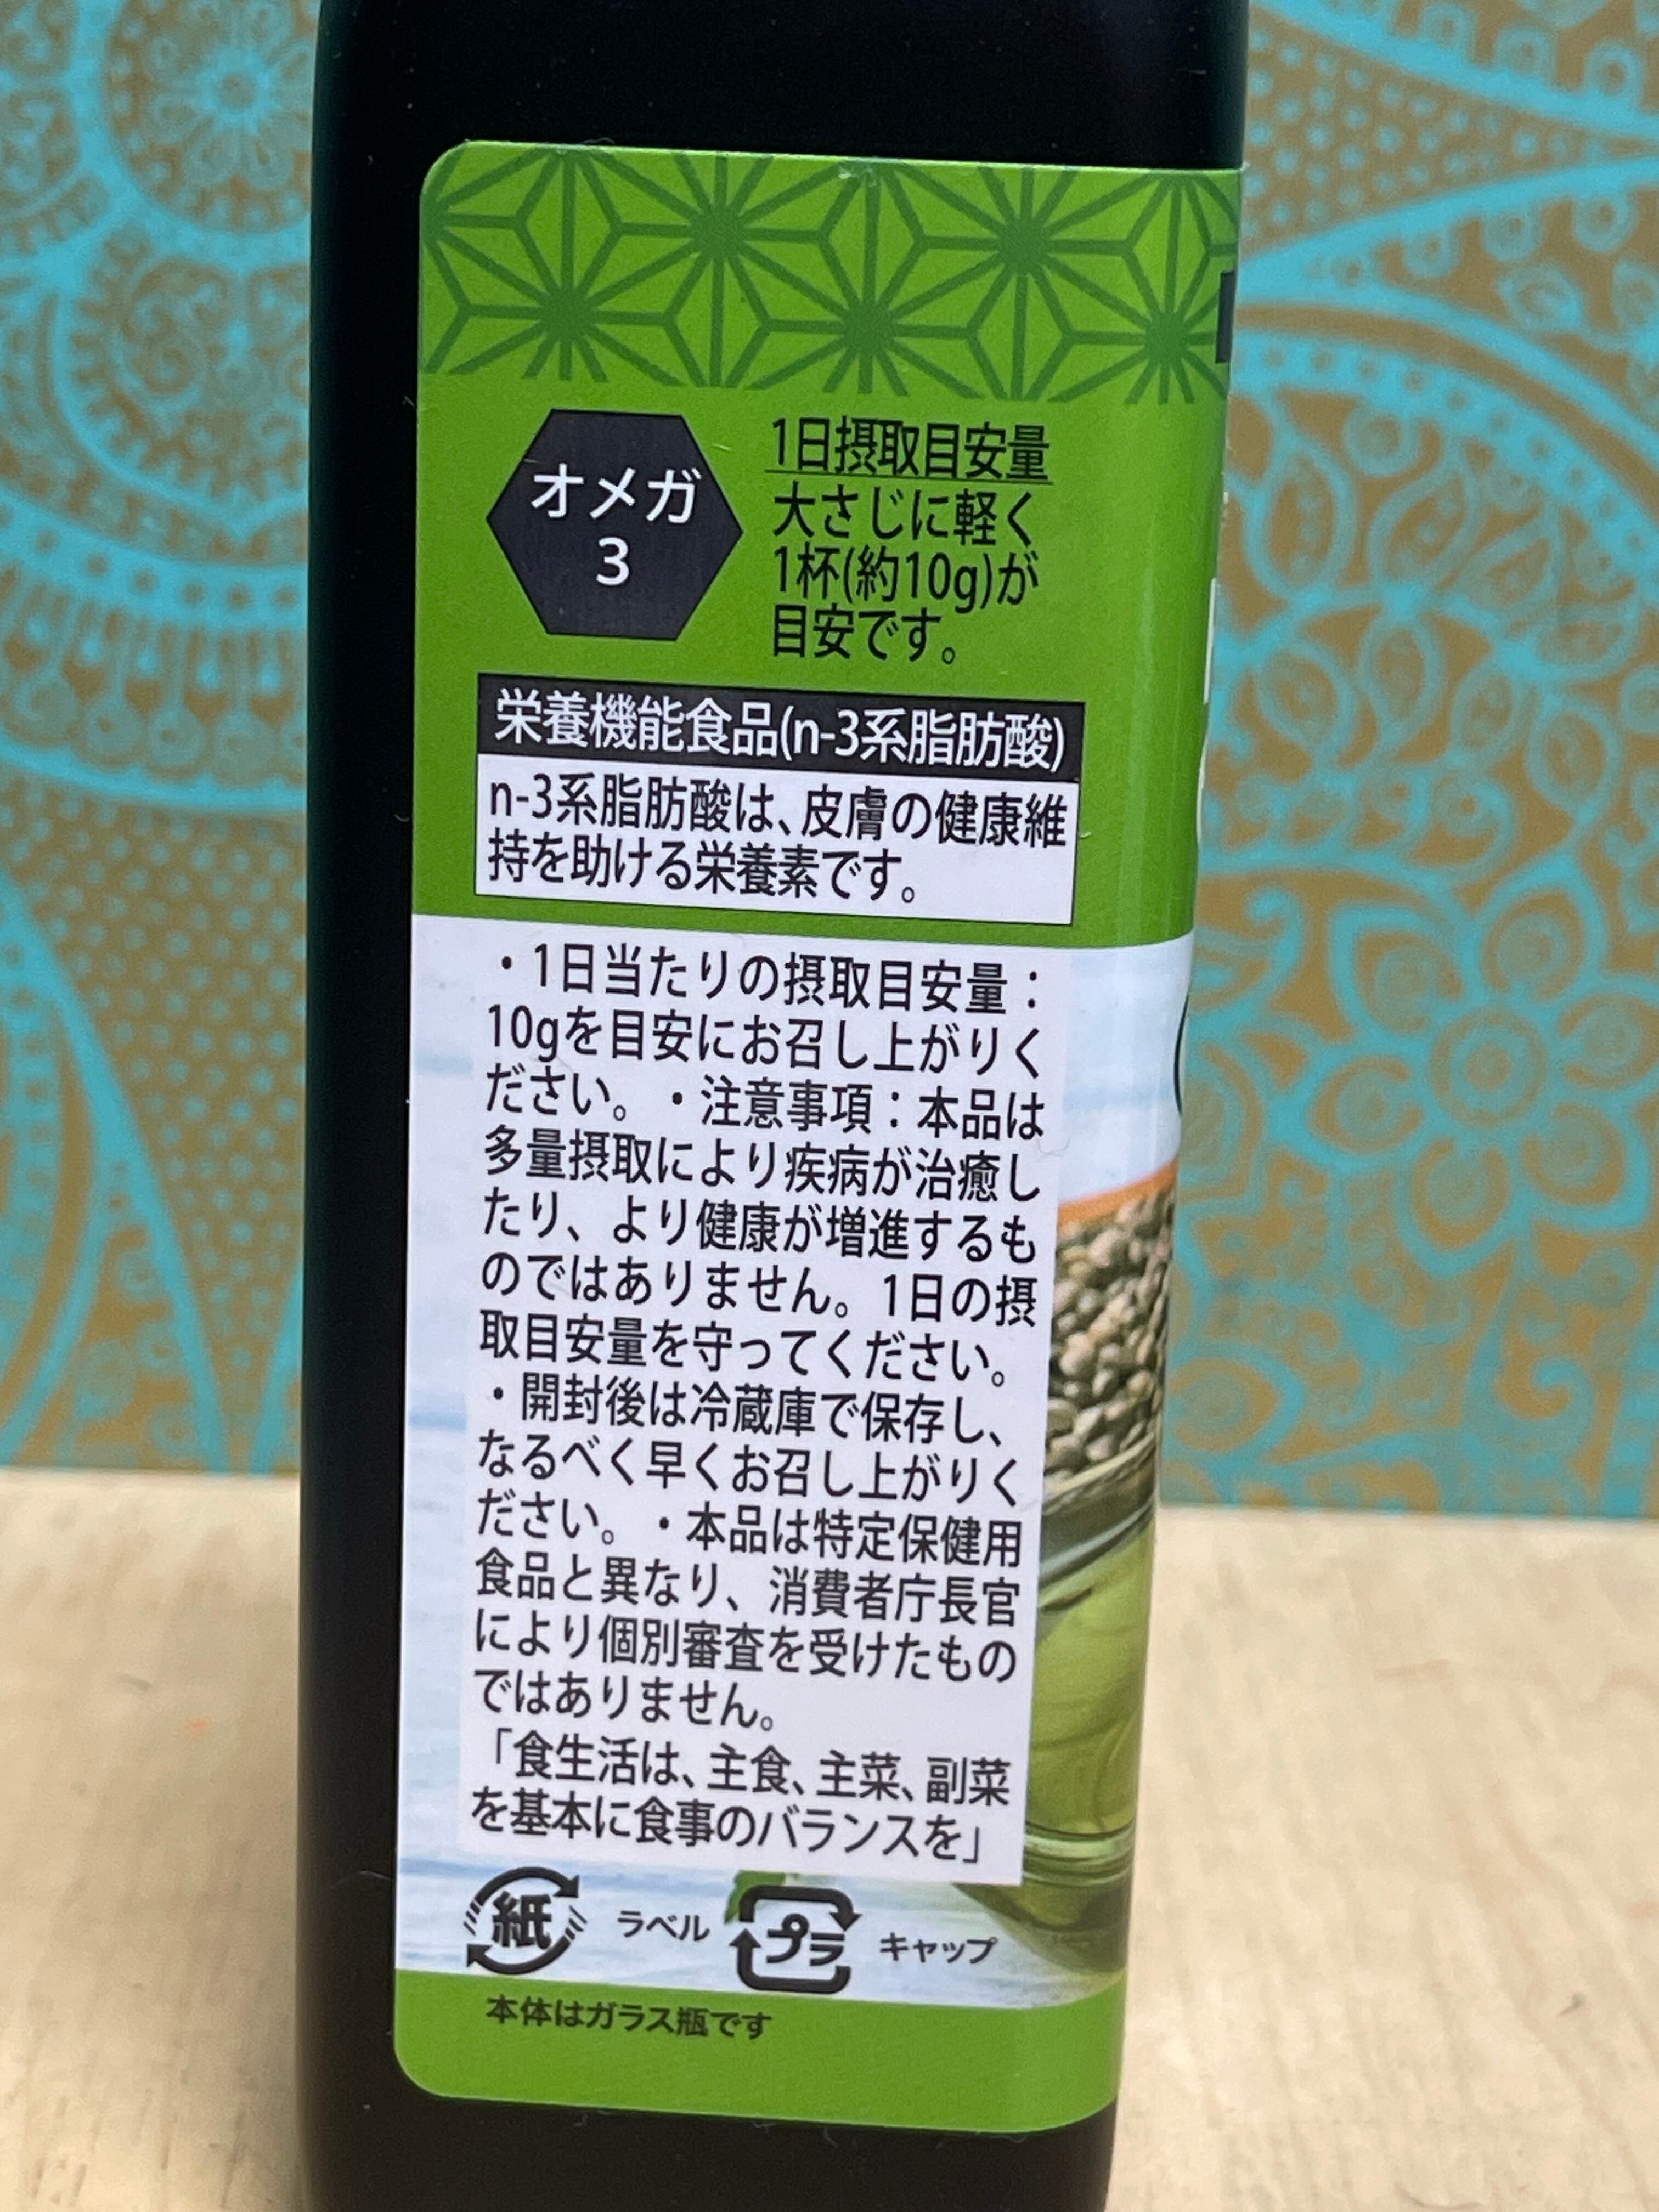 オメガ
3
1日摂取目安量
大さじに軽く
1杯(約10g)が
目安です。
栄養機能食品(n-3系脂肪酸)
n-3系脂肪酸は、皮膚の健康維
持を助ける栄養素です。
・1日当たりの摂取目安量：
10gを目安にお召し上がりく
ださい。・注意事項：本品は
多量摂取により疾病が治癒し
たり、より健康が増進するも
のではありません。1日の摂
取目安量を守ってください。
・開封後は冷蔵庫で保存し、
なるべく早くお召し上がりく
ださい。・本品は特定保健用
食品と異なり、消費者庁長官
により個別審査を受けたもの
ではありません。
「食生活は、主食、主菜、副菜
を基本に食事のバランスを」
紙 ラベル プラ キャップ
本体はガラス瓶です